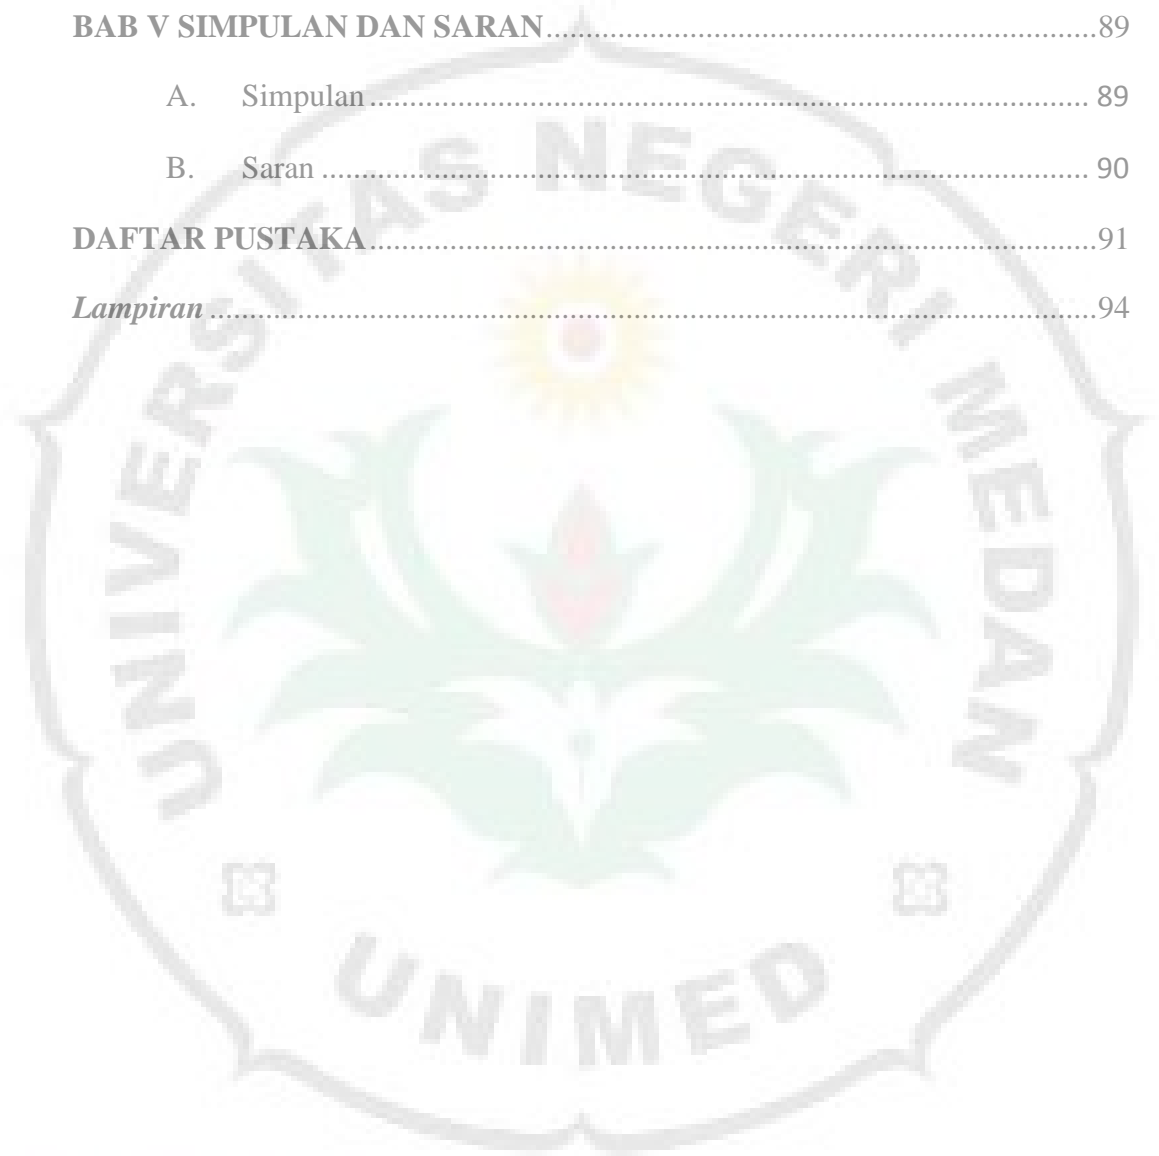 BAB V SIMPULAN DAN SARAN..........................................................................89
A. Simpulan.......................................................................................... 89
B. Saran ................................................................................................ 90
DAFTAR PUSTAKA............................................................................................91
Lampiran ................................................................................................................94
UNIVERSITAS NEGERI MEDAN
UNIMED